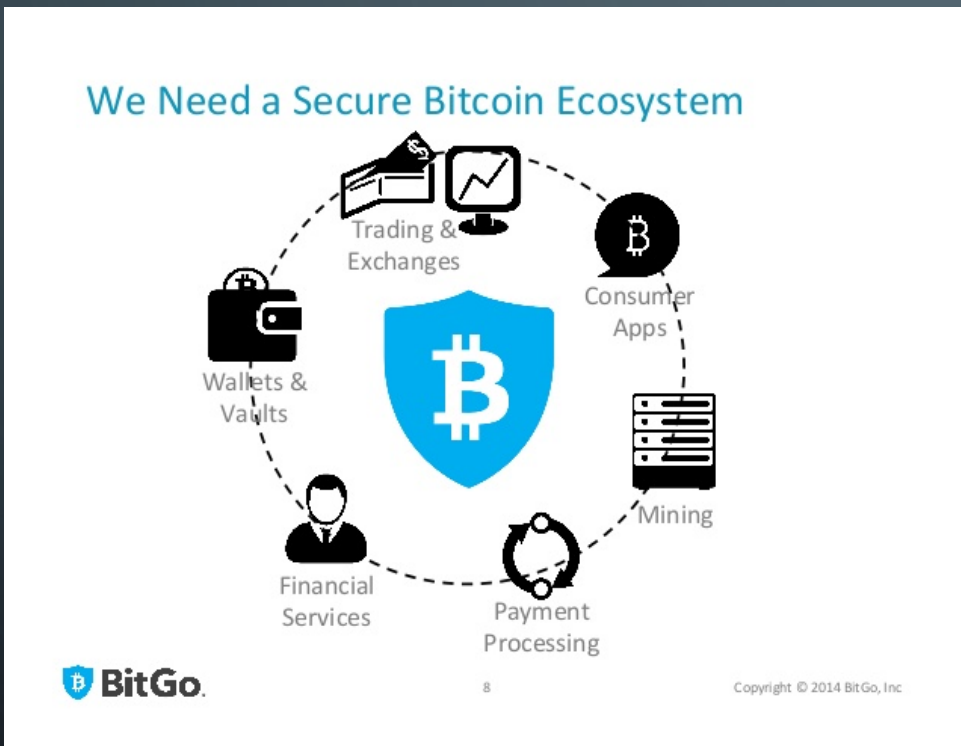 We Need a Secure Bitcoin Ecosystem
Trading &
Exchanges
Consumer
Apps
Wallets &
Vaults
Mining
Financial
Services
Payment
Processing
BitGo.
8
Copyright © 2014 BitGo, Inc